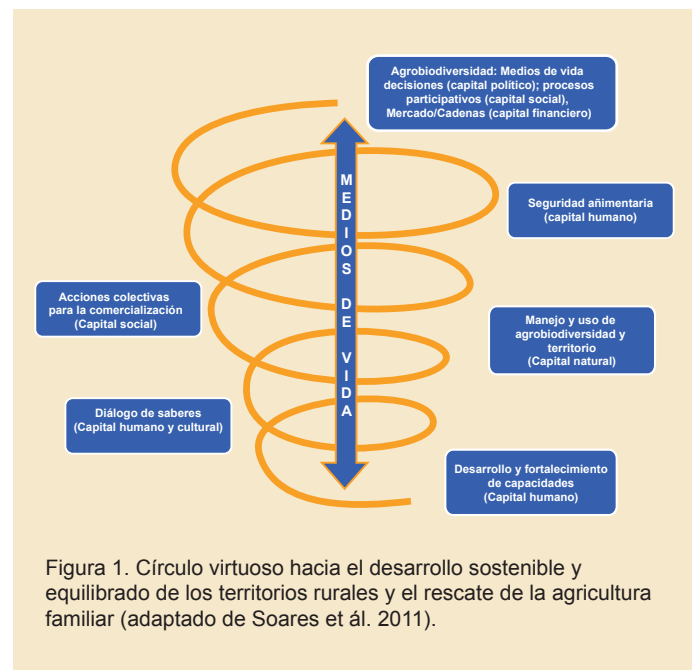 Agrobiodiversidad: Medios de vida
decisiones (capital político); procesos
participativos (capital social),
Mercado/Cadenas (capital financiero)
MEDIOS DE VIDA
Seguridad añimentaria
(capital humano)
Acciones colectivas
para la comercialización
(Capital social)
Manejo y uso de
agrobiodiversidad y
territorio
(Capital natural)
Diálogo de saberes
(Capital humano y cultural)
Desarrollo y fortalecimiento
de capacidades
(Capital humano)
Figura 1. Círculo virtuoso hacia el desarrollo sostenible y
equilibrado de los territorios rurales y el rescate de la agricultura
familiar (adaptado de Soares et ál. 2011).